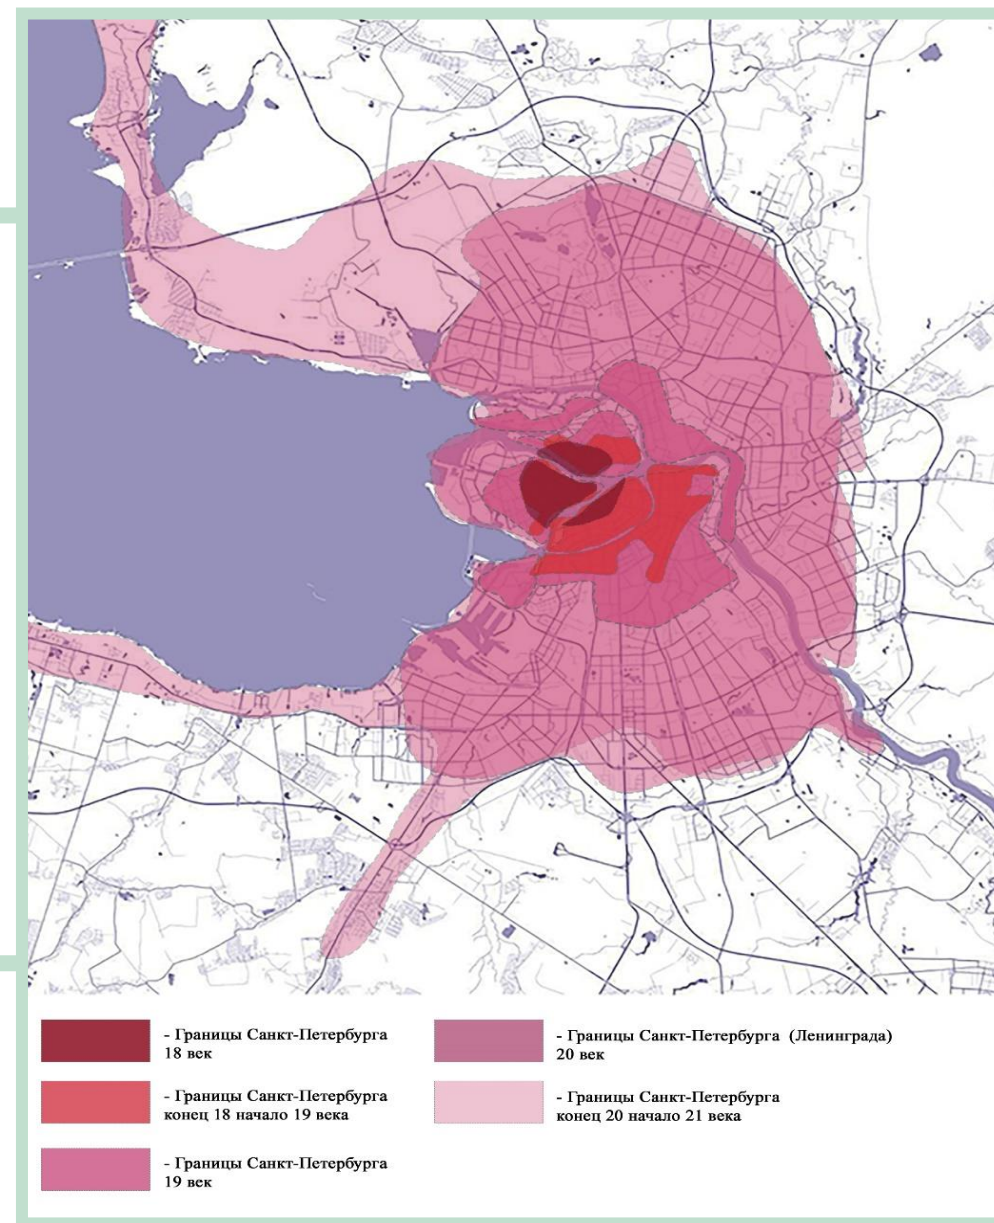 - Границы Санкт-Петербурга
18 век
- Границы Санкт-Петербурга
конец 18 начало 19 века
- Границы Санкт-Петербурга
19 век
- Границы Санкт-Петербурга  (Ленинграда)
20 век
- Границы Санкт-Петербурга
конец 20 начало 21 века